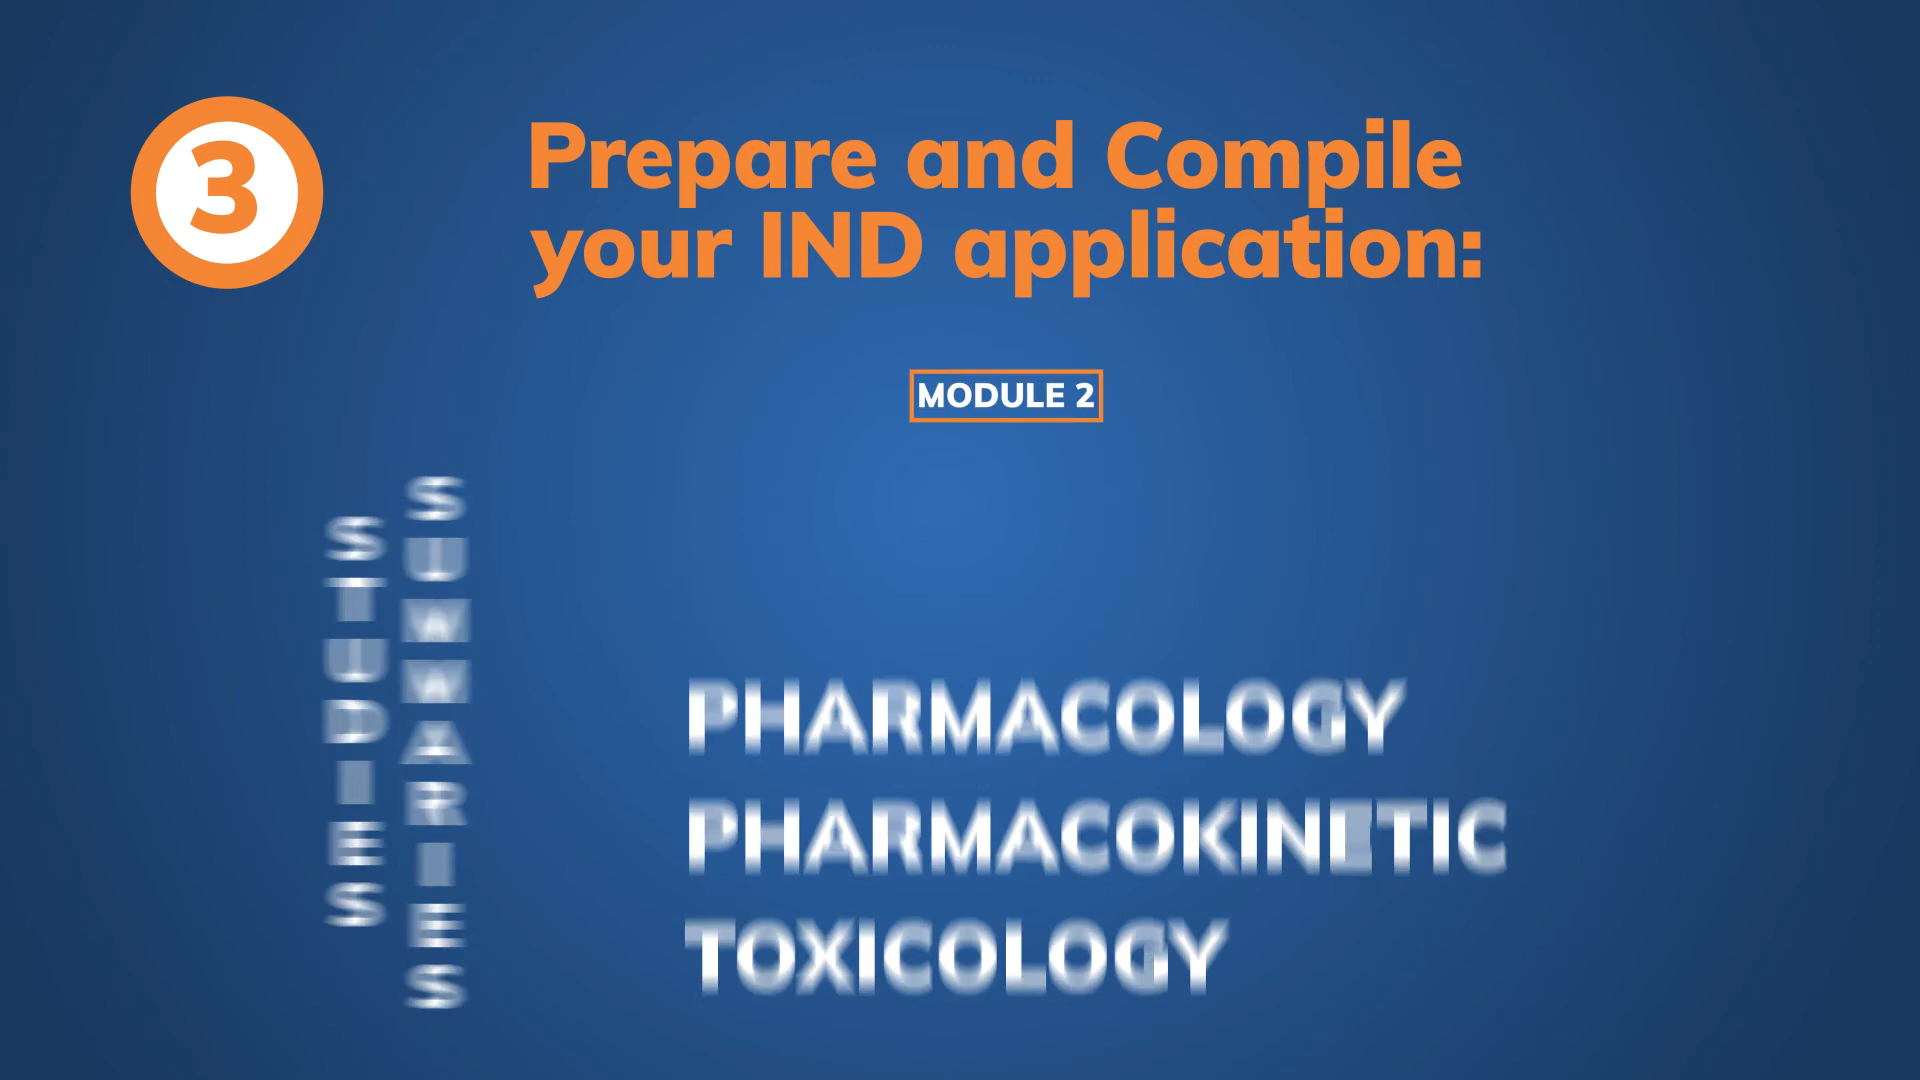 3
Prepare and Compile
your IND application:
MODULE 2
STUDIES
SUMMARIES
PHARMACOLOGY
PHARMACOKINETIC
TOXICOLOGY